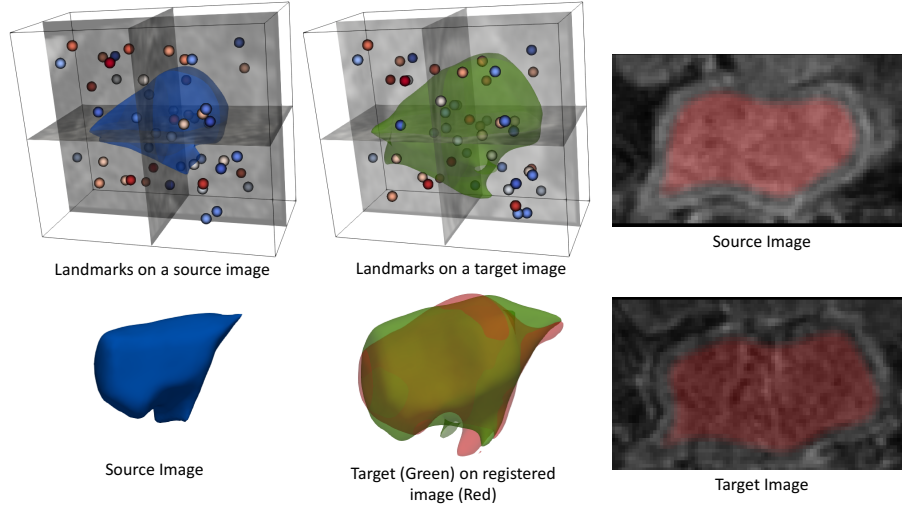 Landmarks on a source image
Landmarks on a target image
Source Image
Source Image
Target (Green) on registered
image (Red)
Target Image